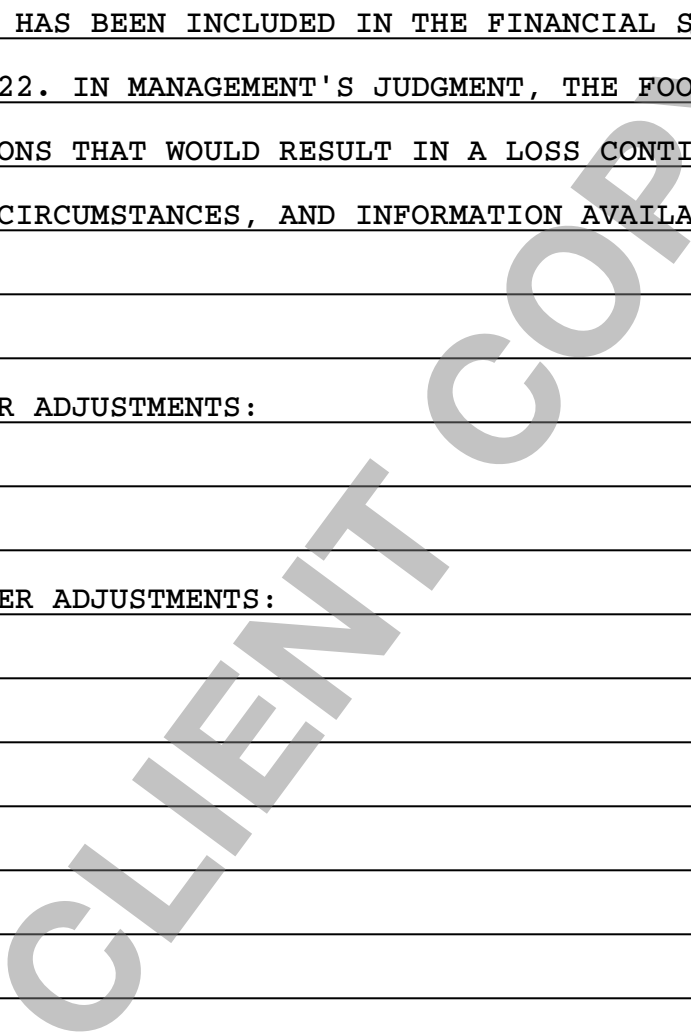 HAS BEEN INCLUDED IN THE FINANCIAL S
22. IN MANAGEMENT'S JUDGMENT, THE FOO
ONS THAT WOULD RESULT IN A LOSS CONTI
CIRCUMSTANCES, AND INFORMATION AVAILA
R ADJUSTMENTS:
ER ADJUSTMENTS:
CLIENT COPY